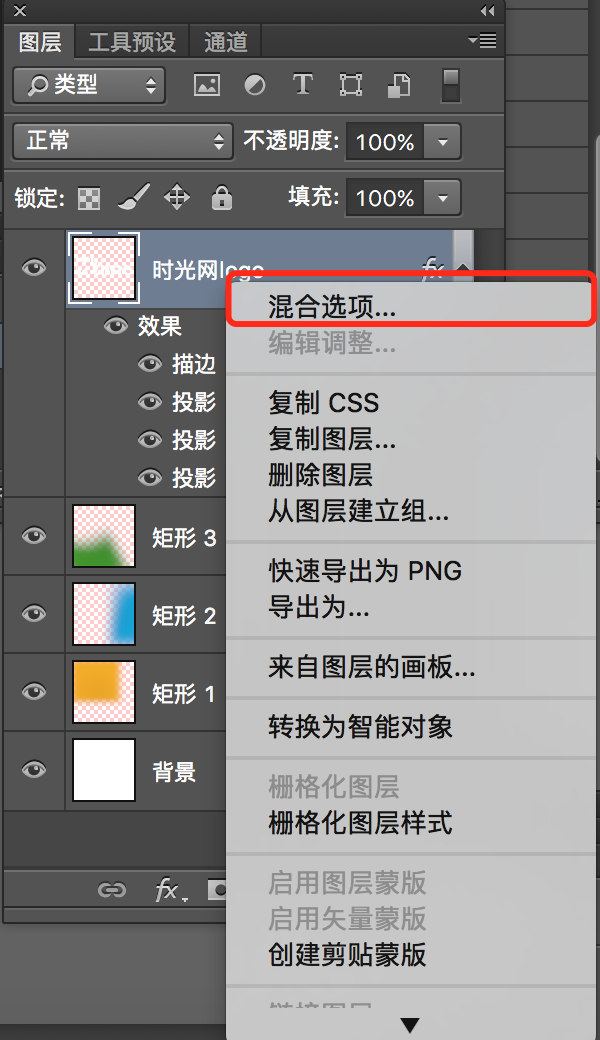 图层 工具预设 通道
类型
正常 不透明度: 100%
锁定: 填充: 100%
时光网logo fx
混合选项...
编辑调整...
效果
描边
投影
投影
投影
复制 CSS
复制图层...
删除图层
从图层建立组...
矩形 3
快速导出为 PNG
导出为...
矩形 2
来自图层的画板...
矩形 1
转换为智能对象
背景
栅格化图层
栅格化图层样式
fx
启用图层蒙版
启用矢量蒙版
创建剪贴蒙版
链接图层